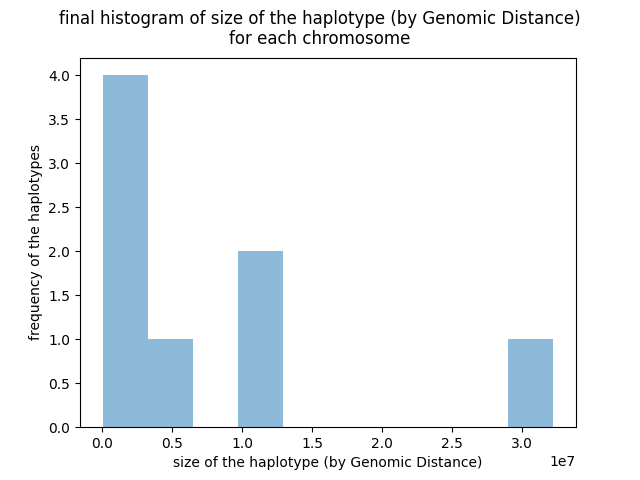 final histogram of size of the haplotype (by Genomic Distance)
for each chromosome
frequency of the haplotypes
4.0
3.5
3.0
2.5
2.0
1.5
1.0
0.5
0.0
0.0 0.5 1.0 1.5 2.0 2.5 3.0
1e7
size of the haplotype (by Genomic Distance)